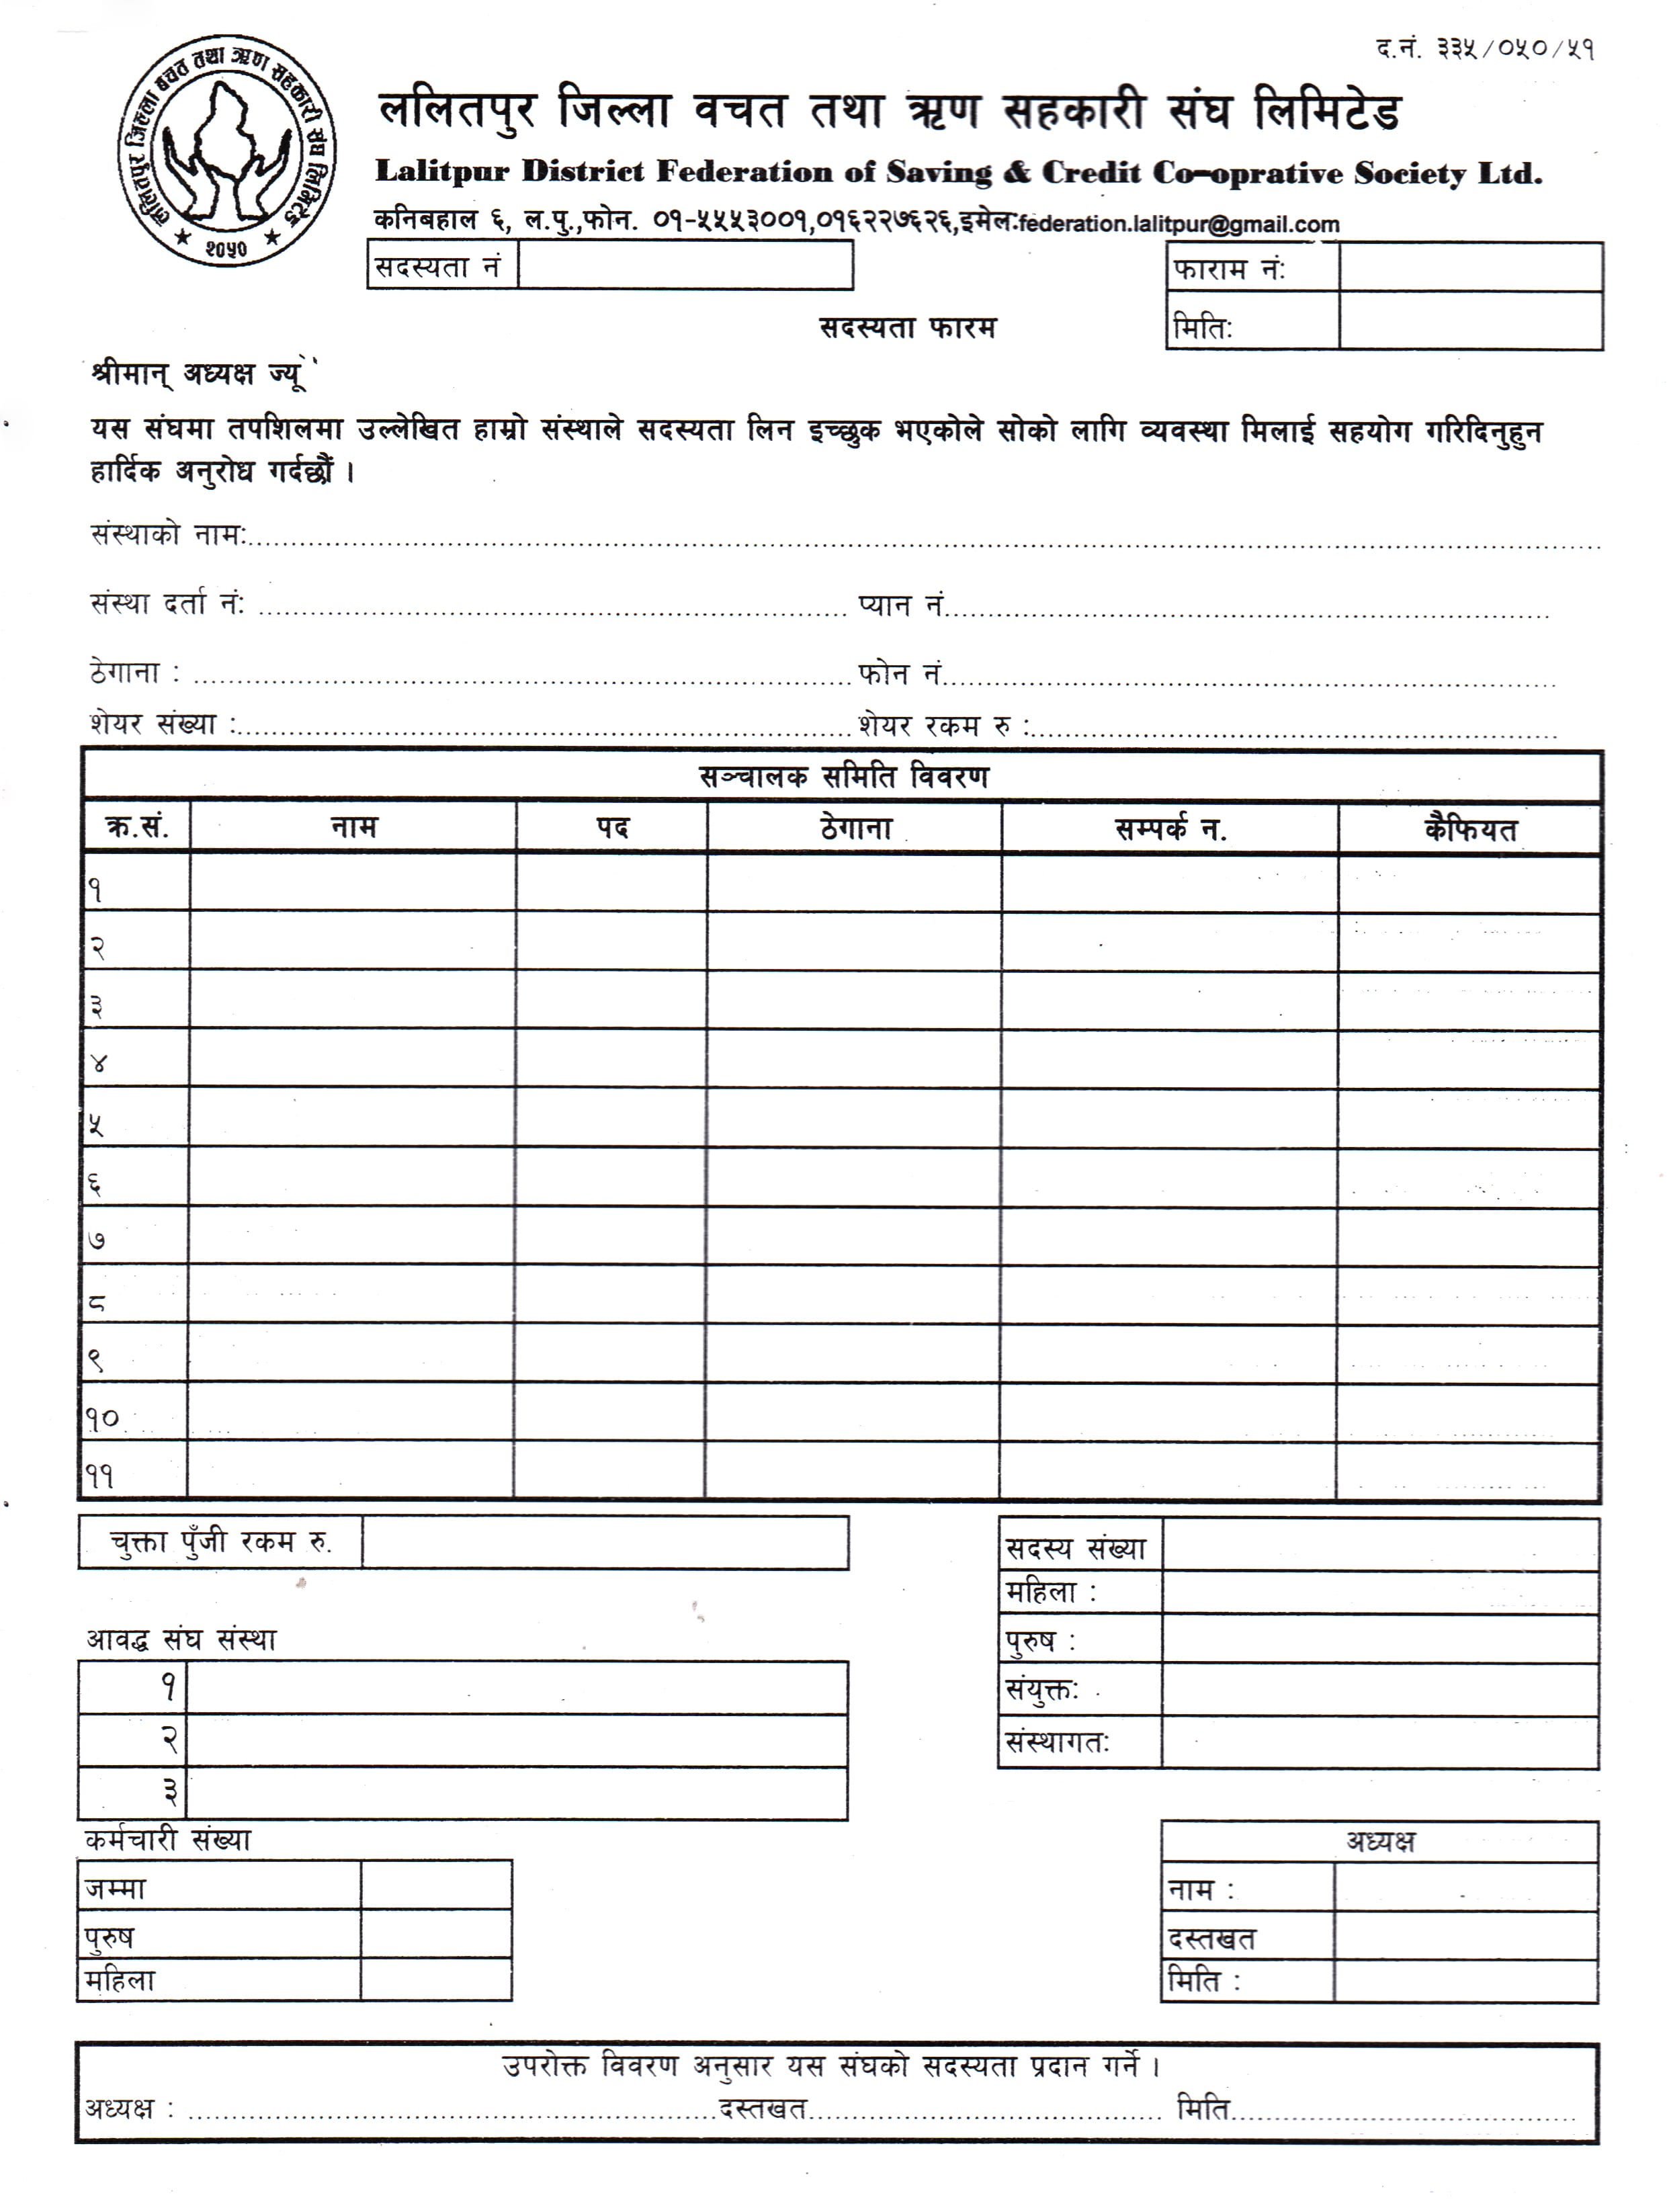 द.नं. ३३५/०५०/५१
ललितपुर जिल्ला वचत तथा ऋण सहकारी संघ लिमिटेड
Lalitpur District Federation of Saving & Credit Co-oprative Society Ltd.
कनिबहाल ६, ल.पु.,फोन. ०१-५५५३००१,०१६२२७६२६,इमेल:federation.lalitpur@gmail.com
ललितपुर जिल्ला बचत तथा ऋण सहकारी संघ लिमिटेड
★ २०५० ★
सदस्यता नं
फाराम नं:
मिति:
सदस्यता फारम
श्रीमान् अध्यक्ष ज्यूँ
यस संघमा तपशिलमा उल्लेखित हाम्रो संस्थाले सदस्यता लिन इच्छुक भएकोले सोको लागि व्यवस्था मिलाई सहयोग गरिदिनुहुन
हार्दिक अनुरोध गर्दछौं ।
संस्थाको नाम:
संस्था दर्ता नं: प्यान नं.
ठेगाना : फोन नं.
शेयर संख्या : शेयर रकम रु :
सञ्चालक समिति विवरण
क्र.सं. नाम पद ठेगाना सम्पर्क न. कैफियत
१
२
३
४
५
६
७
८
९
१०
११
चुक्ता पुँजी रकम रु.
सदस्य संख्या
महिला :
पुरुष :
संयुक्त:
संस्थागत:
आवद्ध संघ संस्था
१
२
३
कर्मचारी संख्या
जम्मा
पुरुष
महिला
अध्यक्ष
नाम :
दस्तखत
मिति :
उपरोक्त विवरण अनुसार यस संघको सदस्यता प्रदान गर्ने ।
अध्यक्ष : दस्तखत मिति